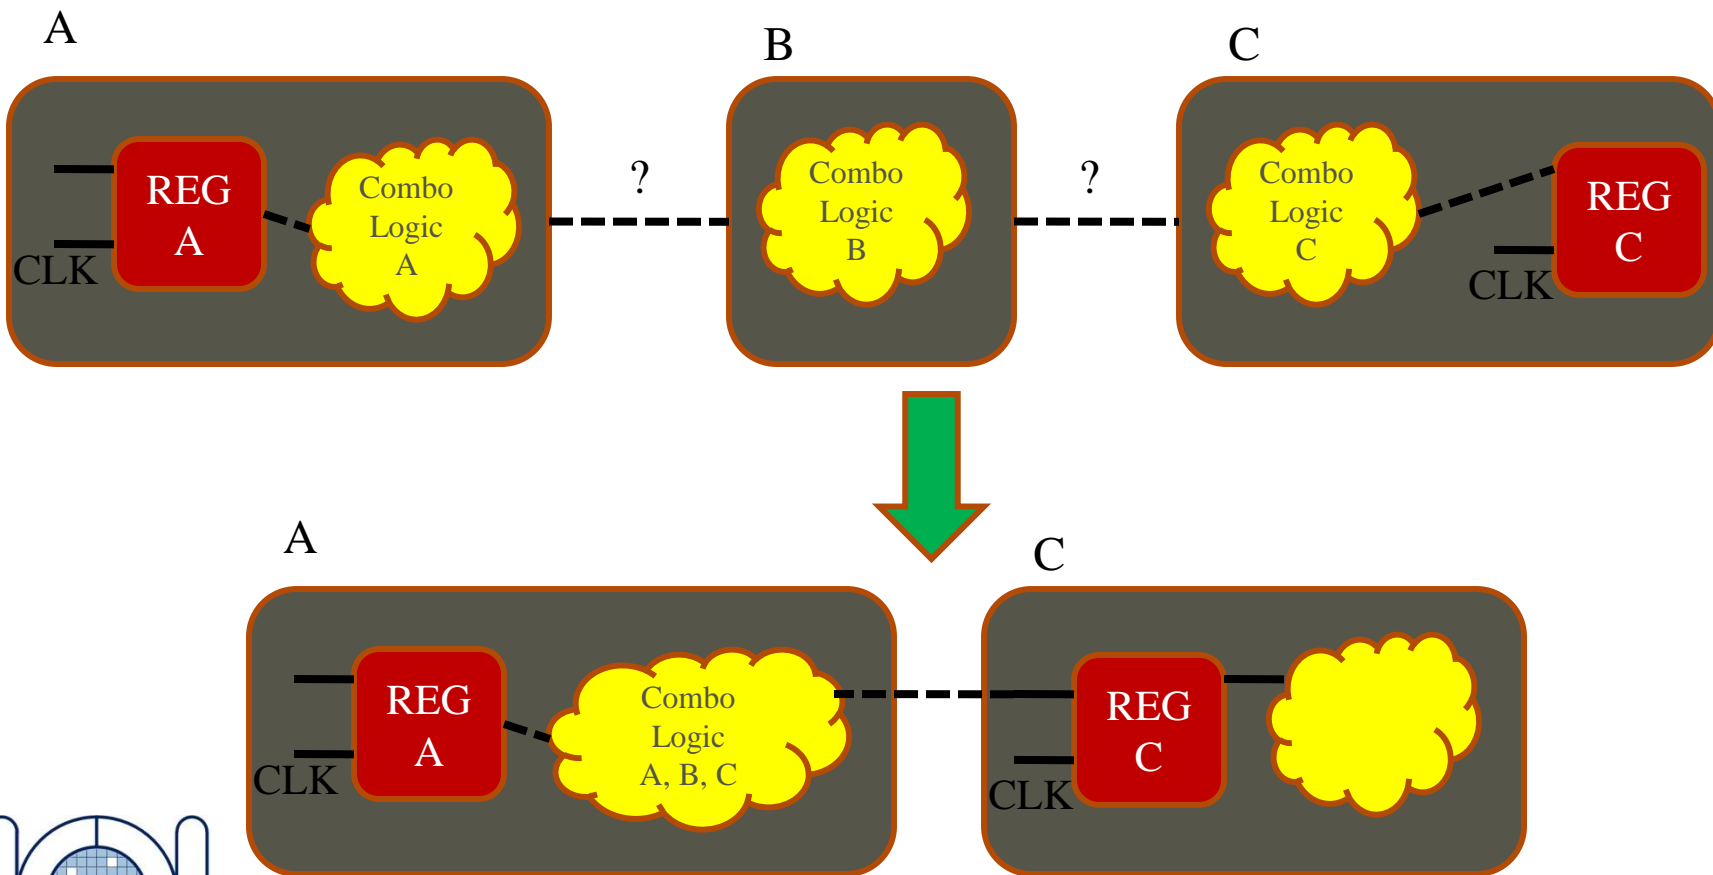 A
B
C
REG
A
CLK
Combo
Logic
A
?
Combo
Logic
B
?
Combo
Logic
C
REG
C
CLK
A
C
REG
A
CLK
Combo
Logic
A, B, C
REG
C
CLK